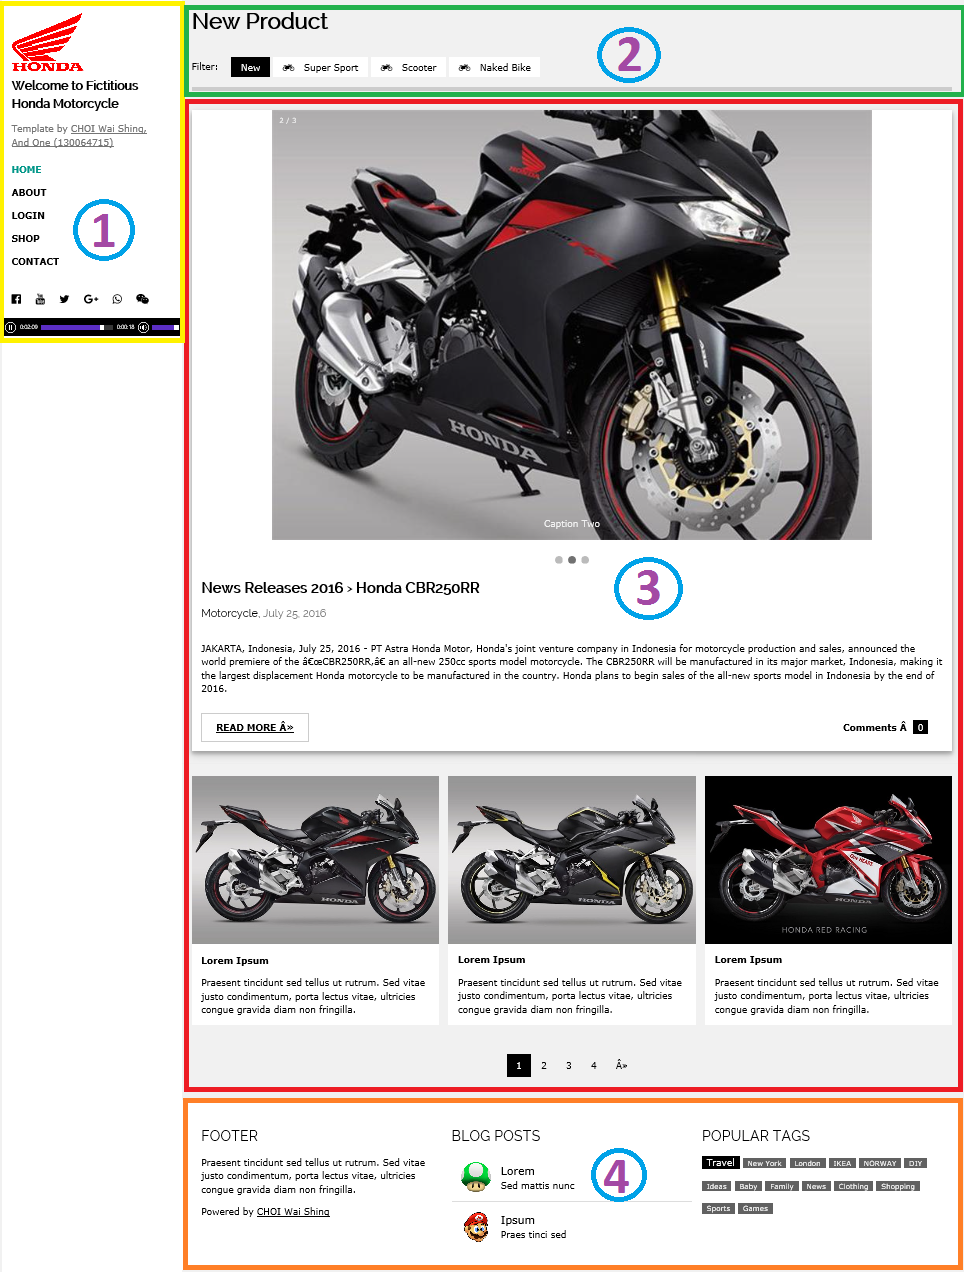 HONDA
Welcome to Fictitious
Honda Motorcycle
Template by CHOI Wai Shing,
And One (130064715)
HOME
ABOUT
LOGIN
SHOP
CONTACT
1
0:02:09 0:00:18
New Product
2
Filter: New Super Sport Scooter Naked Bike
2 / 3
HONDA
RR
ABS
HONDA
Caption Two
3
News Releases 2016 › Honda CBR250RR
Motorcycle, July 25, 2016
JAKARTA, Indonesia, July 25, 2016 - PT Astra Honda Motor, Honda's joint venture company in Indonesia for motorcycle production and sales, announced the
world premiere of the â€œCBR250RR,â€ an all-new 250cc sports model motorcycle. The CBR250RR will be manufactured in its major market, Indonesia, making it
the largest displacement Honda motorcycle to be manufactured in the country. Honda plans to begin sales of the all-new sports model in Indonesia by the end of
2016.
READ MORE Â»
Comments Â 0
HONDA
HONDA
HONDA
HONDA RED RACING
Lorem Ipsum
Praesent tincidunt sed tellus ut rutrum. Sed vitae
justo condimentum, porta lectus vitae, ultricies
congue gravida diam non fringilla.
Lorem Ipsum
Praesent tincidunt sed tellus ut rutrum. Sed vitae
justo condimentum, porta lectus vitae, ultricies
congue gravida diam non fringilla.
Lorem Ipsum
Praesent tincidunt sed tellus ut rutrum. Sed vitae
justo condimentum, porta lectus vitae, ultricies
congue gravida diam non fringilla.
1 2 3 4 Â»
FOOTER
Praesent tincidunt sed tellus ut rutrum. Sed vitae
justo condimentum, porta lectus vitae, ultricies
congue gravida diam non fringilla.
Powered by CHOI Wai Shing
BLOG POSTS
Lorem
Sed mattis nunc
4
Ipsum
Praes tinci sed
POPULAR TAGS
Travel New York London IKEA NORWAY DIY
Ideas Baby Family News Clothing Shopping
Sports Games